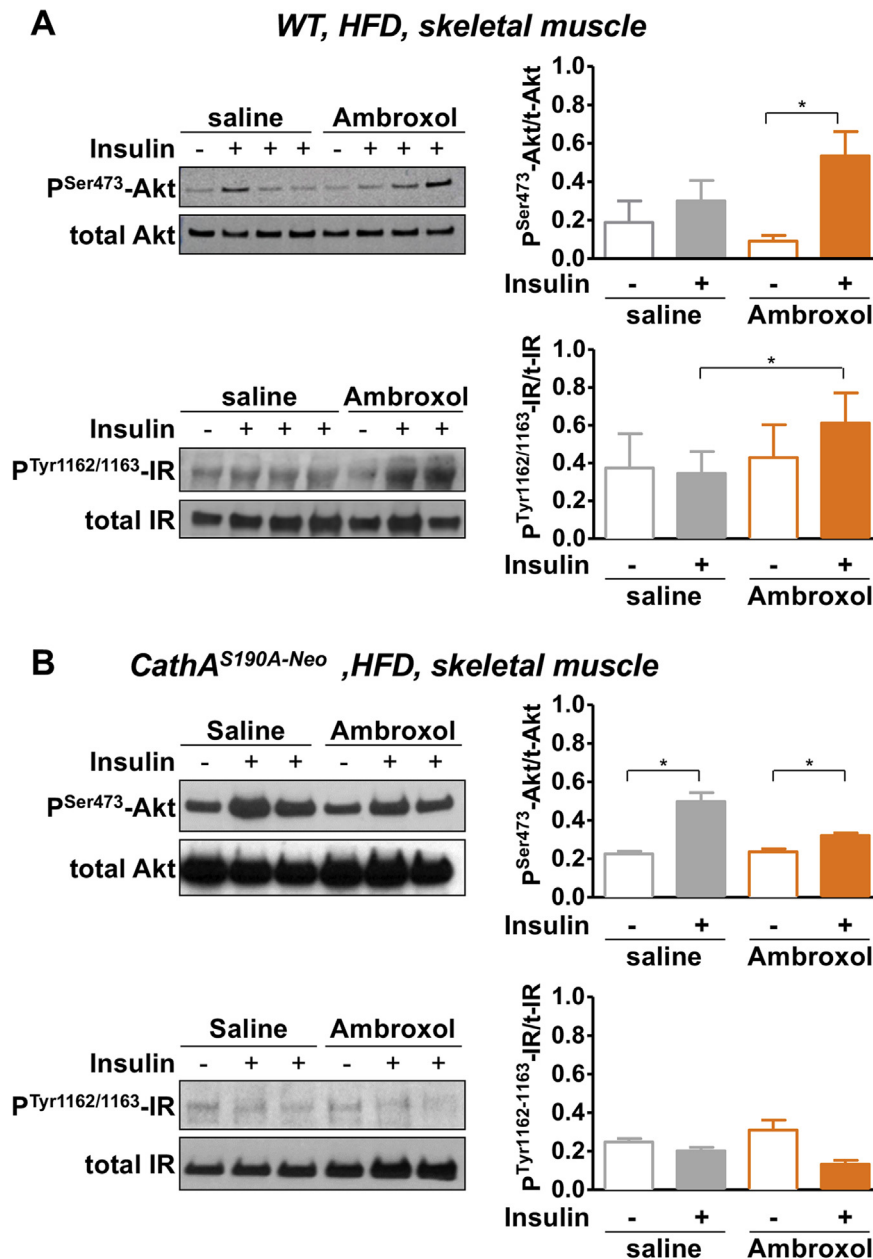 A
WT, HFD, skeletal muscle
saline Ambroxol
Insulin - + + + - + + +
P^Ser473-Akt
total Akt
P^Ser473-Akt/t-Akt
1.0
0.8
0.6
0.4
0.2
0.0
*
Insulin - + - +
saline Ambroxol
saline Ambroxol
Insulin - + + + - + +
P^Tyr1162/1163-IR
total IR
P^Tyr1162/1163-IR/t-IR
1.0
0.8
0.6
0.4
0.2
0.0
*
Insulin - + - +
saline Ambroxol
B
CathA^S190A-Neo ,HFD, skeletal muscle
Saline Ambroxol
Insulin - + + - + +
P^Ser473-Akt
total Akt
P^Ser473-Akt/t-Akt
1.0
0.8
0.6
0.4
0.2
0.0
* *
Insulin - + - +
saline Ambroxol
Saline Ambroxol
Insulin - + + - + +
P^Tyr1162/1163-IR
total IR
P^Tyr1162-1163-IR/t-IR
1.0
0.8
0.6
0.4
0.2
0.0
Insulin - + - +
saline Ambroxol